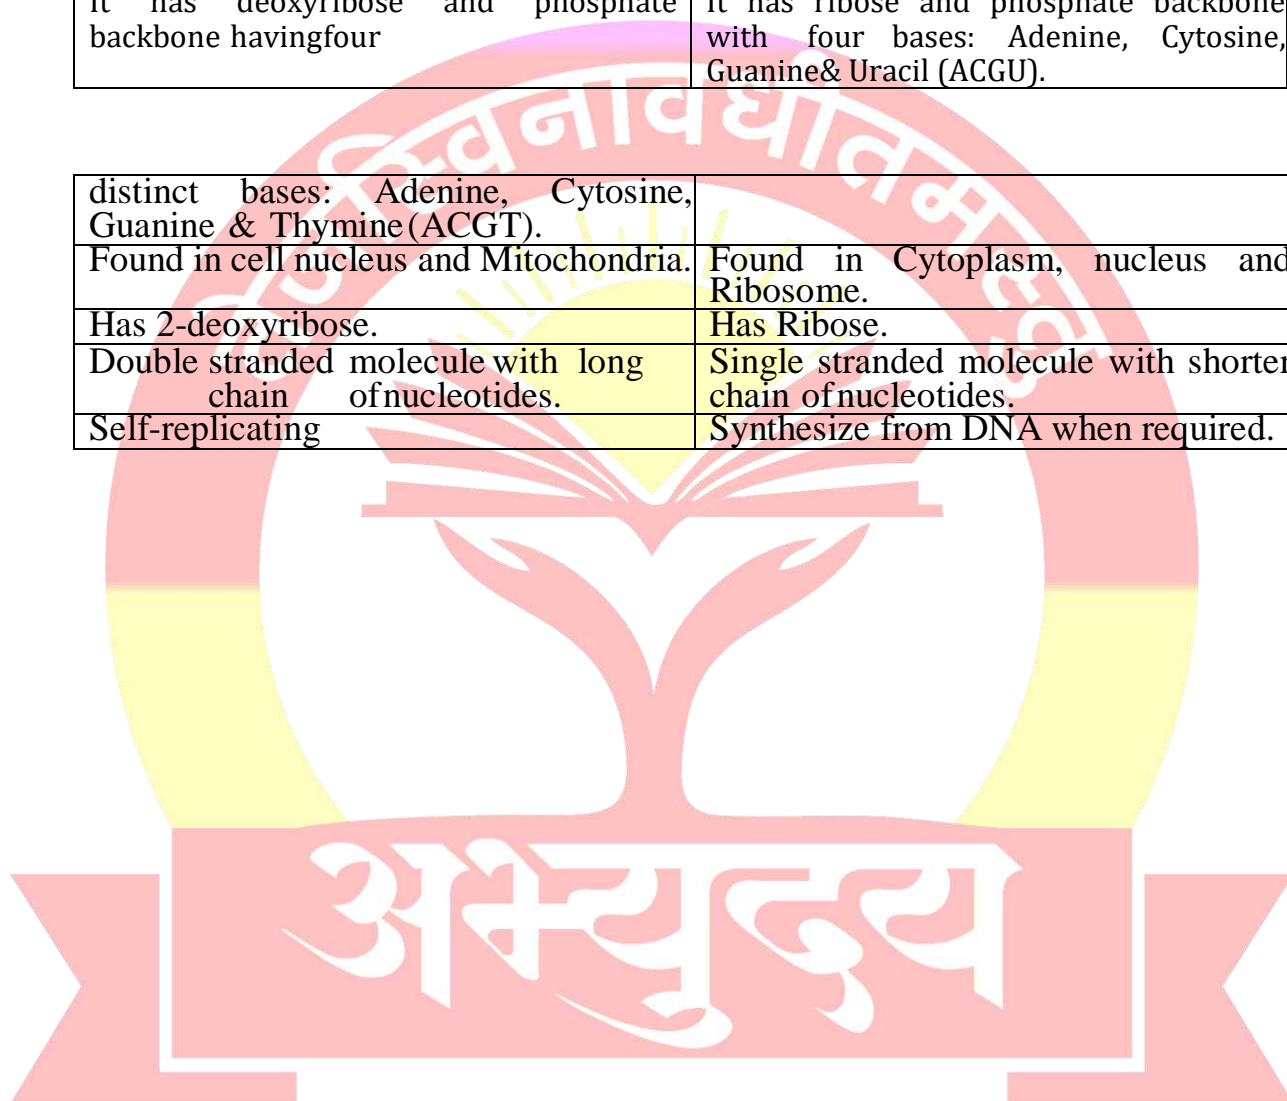 It has deoxyribose and phosphate
backbone havingfour
It has ribose and phosphate backbone
with four bases: Adenine, Cytosine,
Guanine& Uracil (ACGU).
distinct bases: Adenine, Cytosine,
Guanine & Thymine(ACGT).
Found in cell nucleus and Mitochondria.
Found in Cytoplasm, nucleus and
Ribosome.
Has 2-deoxyribose.
Has Ribose.
Double stranded molecule with long
chain ofnucleotides.
Single stranded molecule with shorter
chain ofnucleotides.
Self-replicating
Synthesize from DNA when required.
तेजस्विनावधीतमस्तु
अभ्युदय